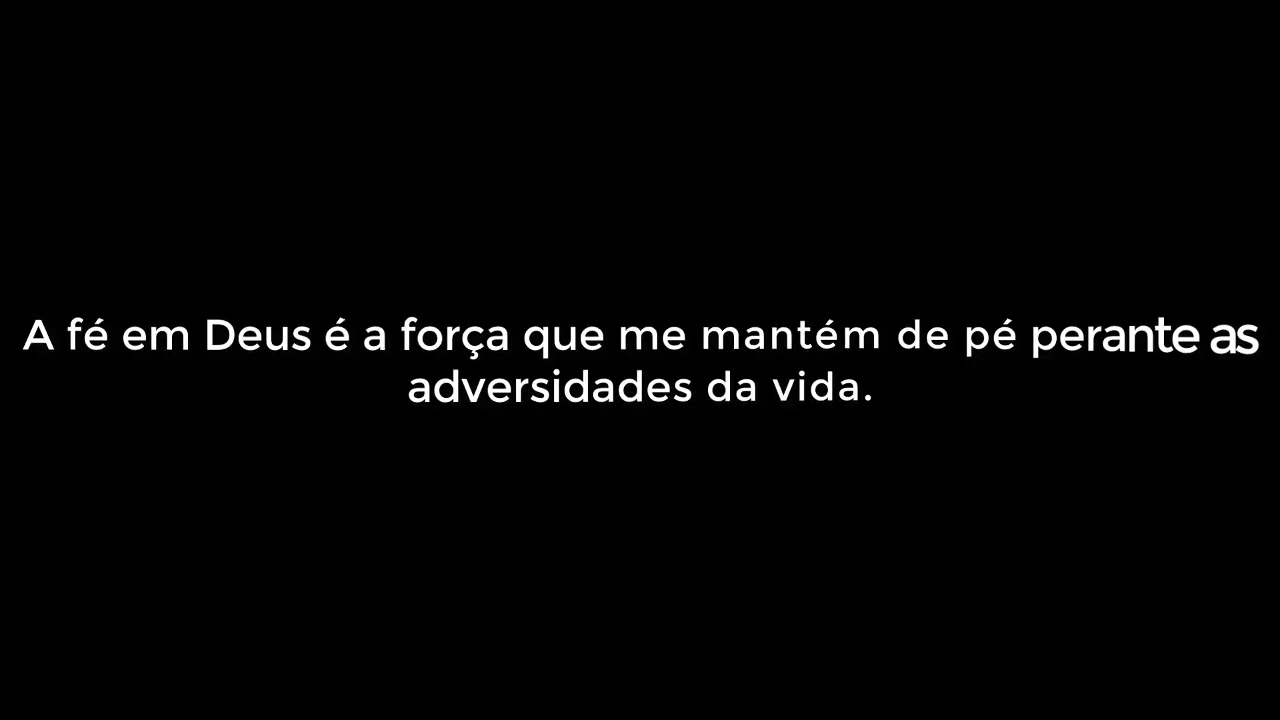 A fé em Deus é a força que me mantém de pé perante as
adversidades da vida.